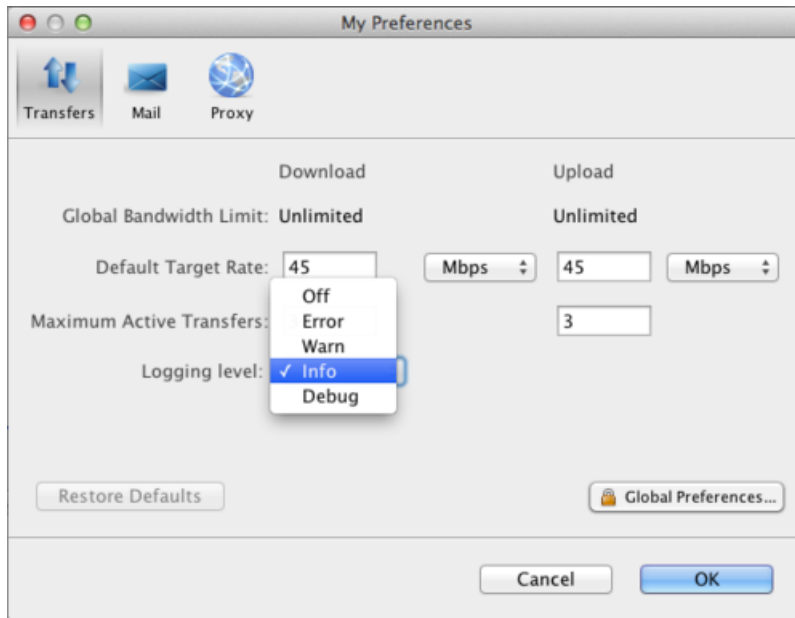 My Preferences
Transfers Mail Proxy
Download Upload
Global Bandwidth Limit: Unlimited Unlimited
Default Target Rate: 45 Mbps 45 Mbps
Off
Maximum Active Transfers: Error 3
Warn
Logging level: ✓ Info
Debug
Restore Defaults Global Preferences...
Cancel OK